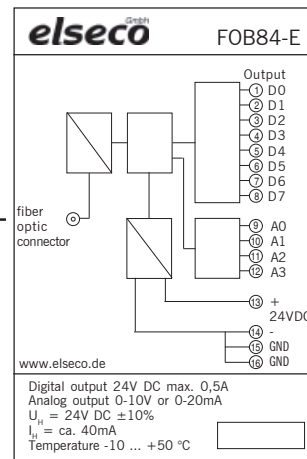 elseco GmbH
FOB84-E
Output
1 D0
2 D1
3 D2
4 D3
5 D4
6 D5
7 D6
8 D7
fiber
optic
connector
9 A0
10 A1
11 A2
12 A3
13 +
24VDC
14 -
15 GND
16 GND
www.elseco.de
Digital output 24V DC max. 0,5A
Analog output 0-10V or 0-20mA
U_H = 24V DC ±10%
I_H = ca. 40mA
Temperature -10 ... +50 °C